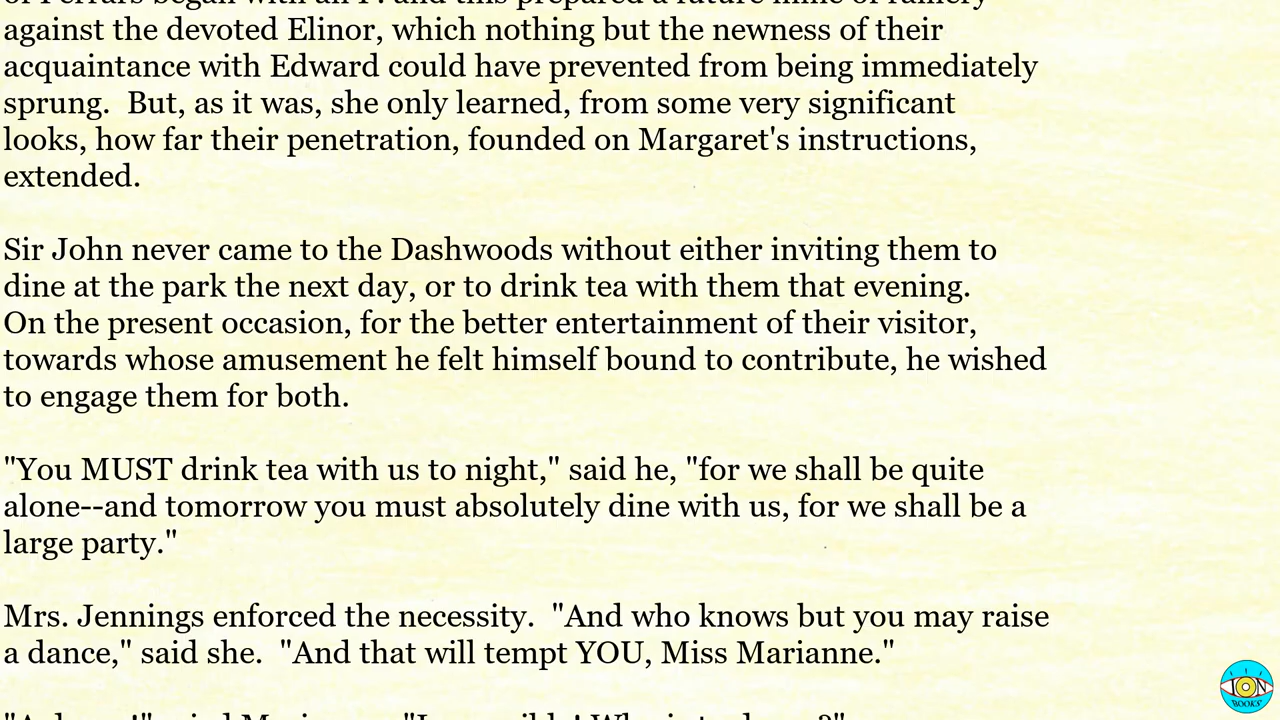 against the devoted Elinor, which nothing but the newness of their
acquaintance with Edward could have prevented from being immediately
sprung.  But, as it was, she only learned, from some very significant
looks, how far their penetration, founded on Margaret's instructions,
extended.
Sir John never came to the Dashwoods without either inviting them to
dine at the park the next day, or to drink tea with them that evening.
On the present occasion, for the better entertainment of their visitor,
towards whose amusement he felt himself bound to contribute, he wished
to engage them for both.
"You MUST drink tea with us to night," said he, "for we shall be quite
alone--and tomorrow you must absolutely dine with us, for we shall be a
large party."
Mrs. Jennings enforced the necessity.  "And who knows but you may raise
a dance," said she.  "And that will tempt YOU, Miss Marianne."
ION
BOOKS